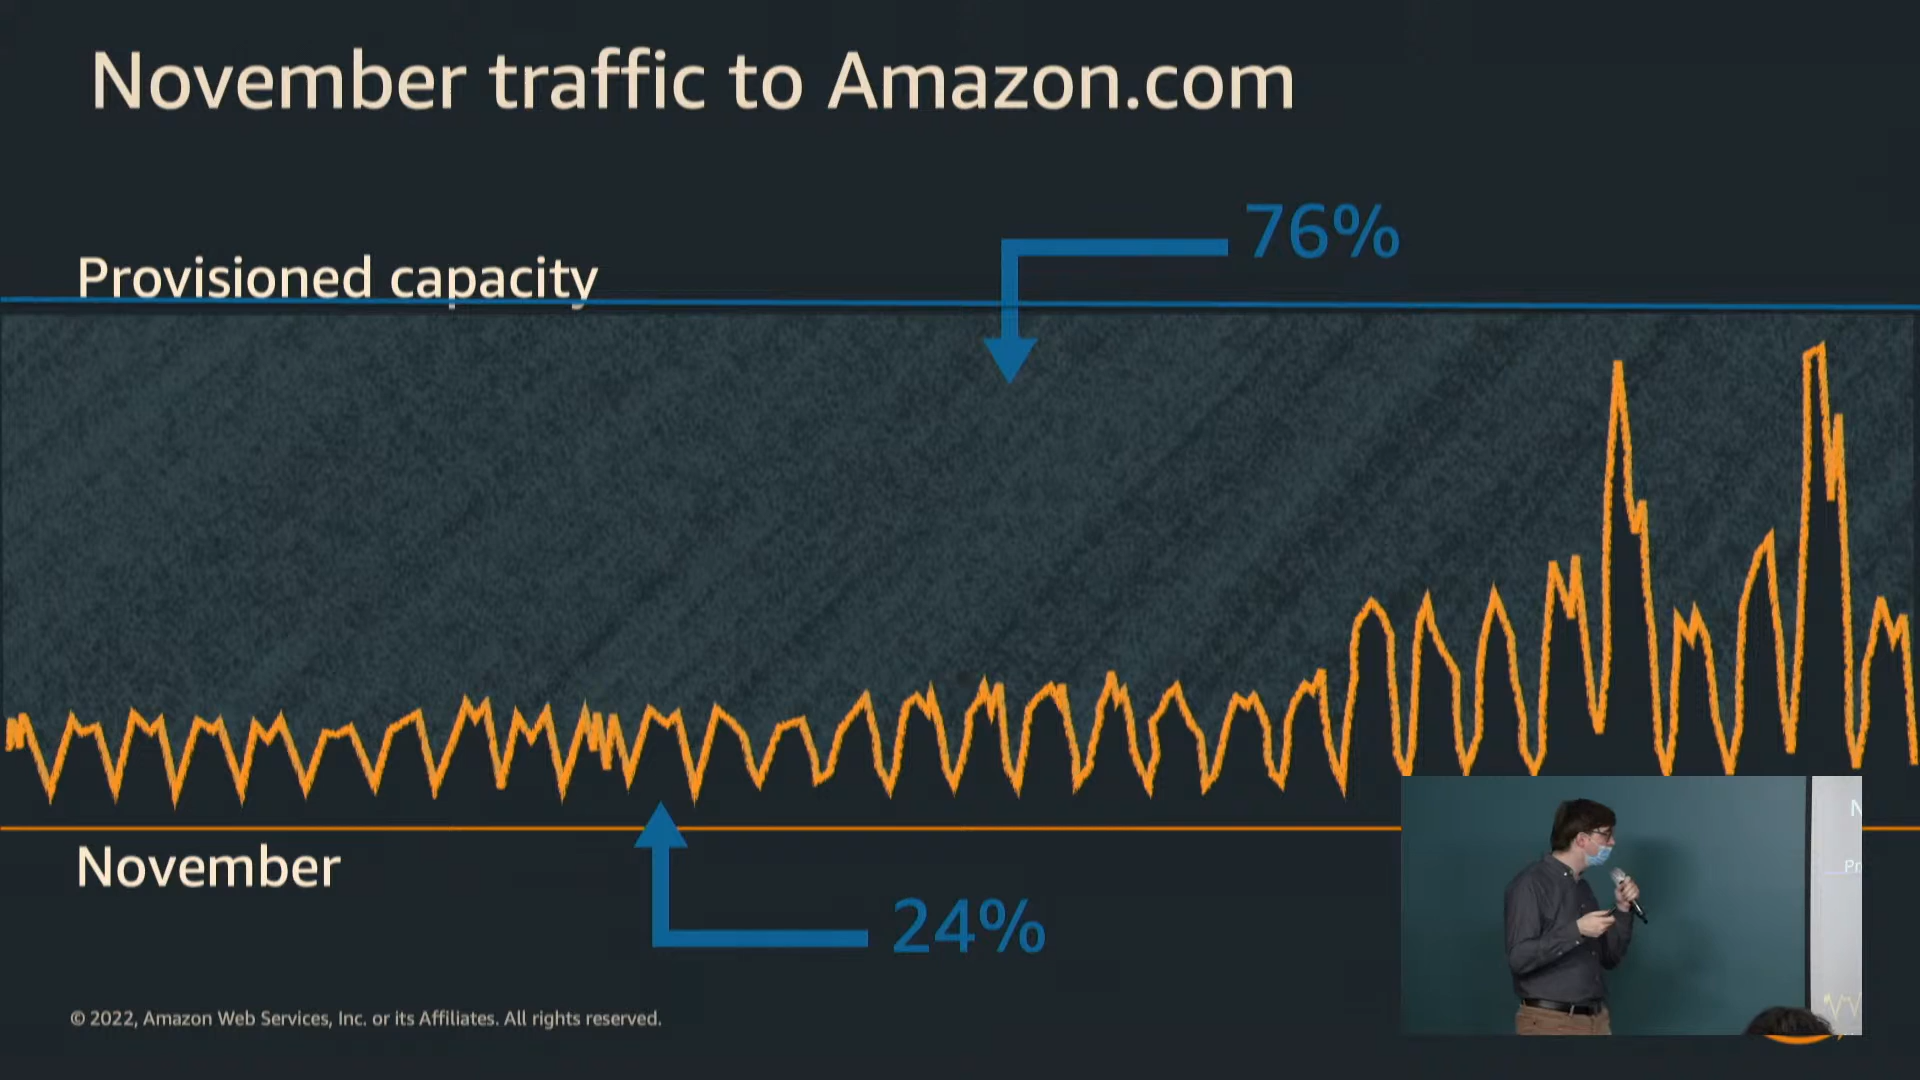 November traffic to Amazon.com
76%
Provisioned capacity
November
24%
© 2022, Amazon Web Services, Inc. or its Affiliates. All rights reserved.
N
Pr